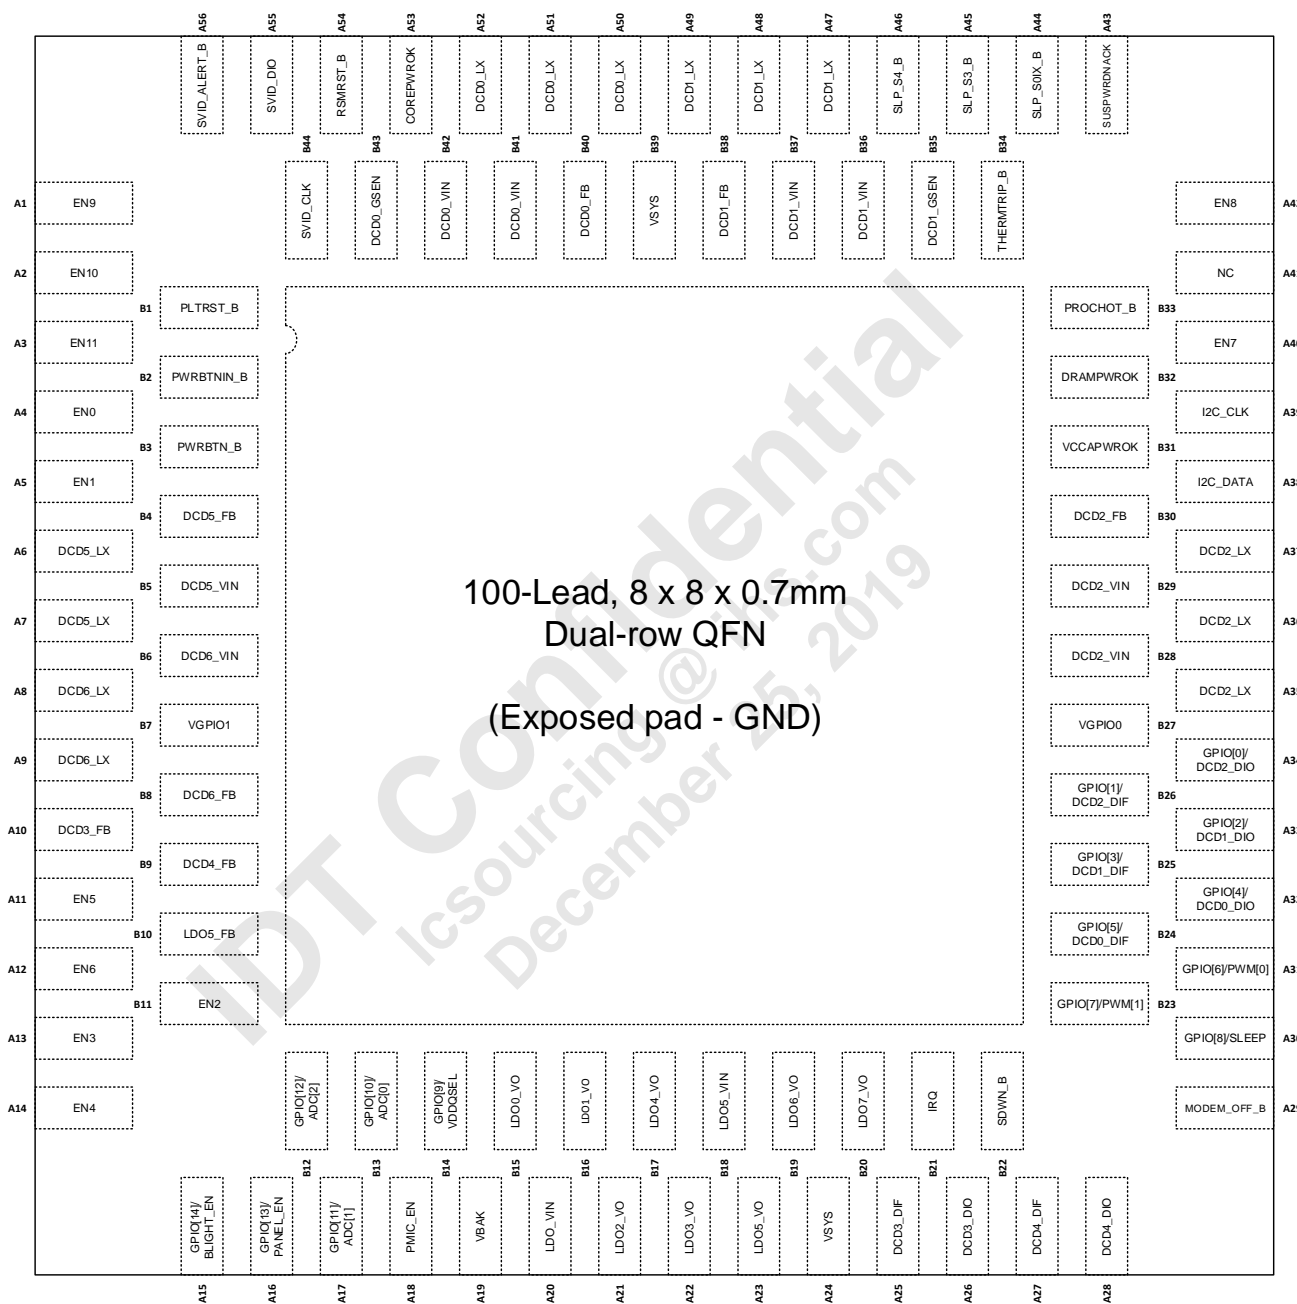 A56 A55 A54 A53 A52 A51 A50 A49 A48 A47 A46 A45 A44 A43
SVID_ALERT_B
SVID_DIO
RSMRST_B
COREPWROK
DCD0_LX
DCD0_LX
DCD0_LX
DCD1_LX
DCD1_LX
DCD1_LX
SLP_S4_B
SLP_S3_B
SLP_S0IX_B
SUSPWRDNACK
B44 B43 B42 B41 B40 B39 B38 B37 B36 B35 B34
SVID_CLK
DCD0_GSEN
DCD0_VIN
DCD0_VIN
DCD0_FB
VSYS
DCD1_FB
DCD1_VIN
DCD1_VIN
DCD1_GSEN
THERMTRIP_B
A1 EN9
A2 EN10
A3 EN11
A4 EN0
A5 EN1
A6 DCD5_LX
A7 DCD5_LX
A8 DCD6_LX
A9 DCD6_LX
A10 DCD3_FB
A11 EN5
A12 EN6
A13 EN3
A14 EN4
B1 PLTRST_B
B2 PWRBTNIN_B
B3 PWRBTN_B
B4 DCD5_FB
B5 DCD5_VIN
B6 DCD6_VIN
B7 VGPIO1
B8 DCD6_FB
B9 DCD4_FB
B10 LDO5_FB
B11 EN2
100-Lead, 8 x 8 x 0.7mm
Dual-row QFN
(Exposed pad - GND)
IDT Confidential
Icsourcing @ ihs.com
December 25, 2019
PROCHOT_B B33
DRAMPWROK B32
VCCAPWROK B31
DCD2_FB B30
DCD2_VIN B29
DCD2_VIN B28
VGPIO0 B27
GPIO[1]/
DCD2_DIF B26
GPIO[3]/
DCD1_DIF B25
GPIO[5]/
DCD0_DIF B24
GPIO[7]/PWM[1] B23
EN8
NC
EN7
I2C_CLK
I2C_DATA
DCD2_LX
DCD2_LX
DCD2_LX
GPIO[0]/
DCD2_DIO
GPIO[2]/
DCD1_DIO
GPIO[4]/
DCD0_DIO
GPIO[6]/PWM[0]
GPIO[8]/SLEEP
MODEM_OFF_B
GPIO[12]/
ADC[2]
GPIO[10]/
ADC[0]
GPIO[9]/
VDDQSEL
LDO0_VO
LDO1_VO
LDO4_VO
LDO5_VIN
LDO6_VO
LDO7_VO
IRQ
SDWN_B
B12 B13 B14 B15 B16 B17 B18 B19 B20 B21 B22
GPIO[14]/
BLIGHT_EN
GPIO[13]/
PANEL_EN
GPIO[11]/
ADC[1]
PMIC_EN
VBAK
LDO_VIN
LDO2_VO
LDO3_VO
LDO5_VO
VSYS
DCD3_DIF
DCD3_DIO
DCD4_DIF
DCD4_DIO
A15 A16 A17 A18 A19 A20 A21 A22 A23 A24 A25 A26 A27 A28